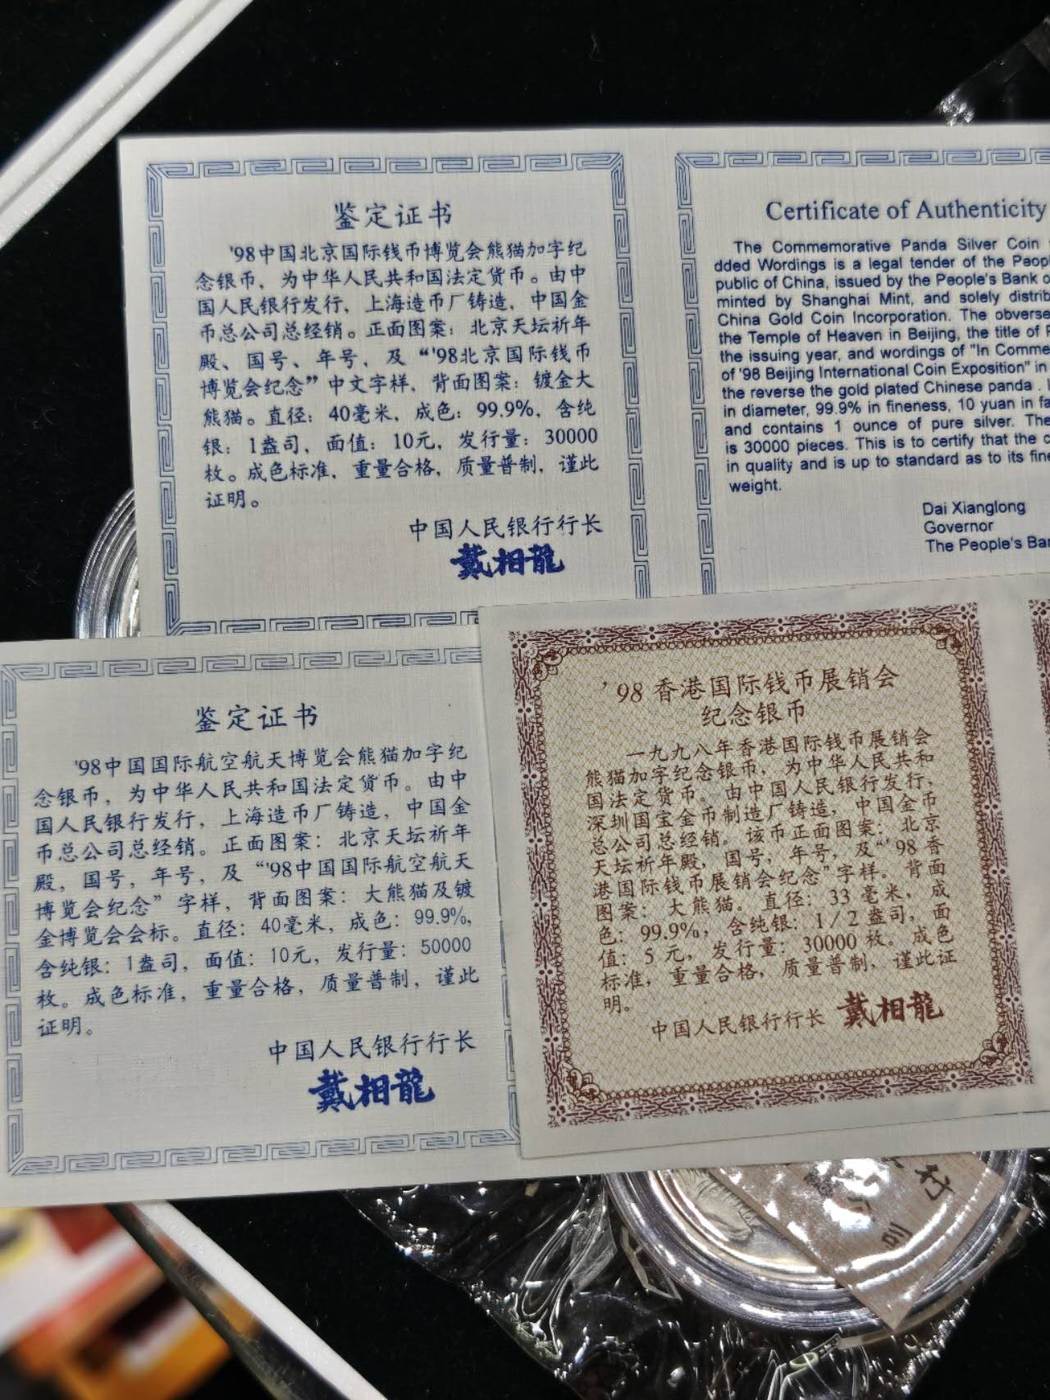 鉴定证书
'98中国北京国际钱币博览会熊猫加字纪
念银币，为中华人民共和国法定货币。由中
国人民银行发行，上海造币厂铸造，中国金
币总公司总经销。正面图案：北京天坛祈年
殿、国号、年号，及“'98北京国际钱币
博览会纪念”中文字样，背面图案：镀金大
熊猫。直径：40毫米，成色：99.9%，含纯
银：1盎司，面值：10元，发行量：30000
枚。成色标准，重量合格，质量普制，谨此
证明。
中国人民银行行长
戴相龍
Certificate of Authenticity
The Commemorative Panda Silver Coin
dded Wordings is a legal tender of the
public of China, issued by the People's Bank
minted by Shanghai Mint, and solely
China Gold Coin Incorporation. The obverse
the Temple of Heaven in Beijing, the title of
the issuing year, and wordings of "In
of '98 Beijing International Coin Exposition" in
the reverse the gold plated Chinese panda .
in diameter, 99.9% in fineness, 10 yuan in
and contains 1 ounce of pure silver. The
is 30000 pieces. This is to certify that the
in quality and is up to standard as to its
weight.
Dai Xianglong
Governor
The People's
鉴定证书
'98中国国际航空航天博览会熊猫加字纪
念银币，为中华人民共和国法定货币。由中
国人民银行发行，上海造币厂铸造，中国金
币总公司总经销。正面图案：北京天坛祈年
殿，国号，年号，及“'98中国国际航空航天
博览会纪念”字样，背面图案：大熊猫及镀
金博览会会标。直径：40毫米，成色：99.9%，
含纯银：1盎司，面值：10元，发行量：50000
枚。成色标准，重量合格，质量普制，谨此
证明。
中国人民银行行长
戴相龍
'98香港国际钱币展销会
纪念银币
一九九八年香港国际钱币展销会
熊猫加字纪念银币，为中华人民共和
国法定货币。由中国人民银行发行、
深圳国宝金币制造厂铸造，中国金币
总公司总经销。该币正面图案：北京
天坛祈年殿，国号、年号，及“'98香
港国际钱币展销会纪念”字样。背面
图案：大熊猫。直径：33毫米，成
色：99.9%，含纯银：1/2盎司，面
值：5元，发行量：30000枚。成色
标准，重量合格，质量普制，谨此证
明。
中国人民银行行长
戴相龍